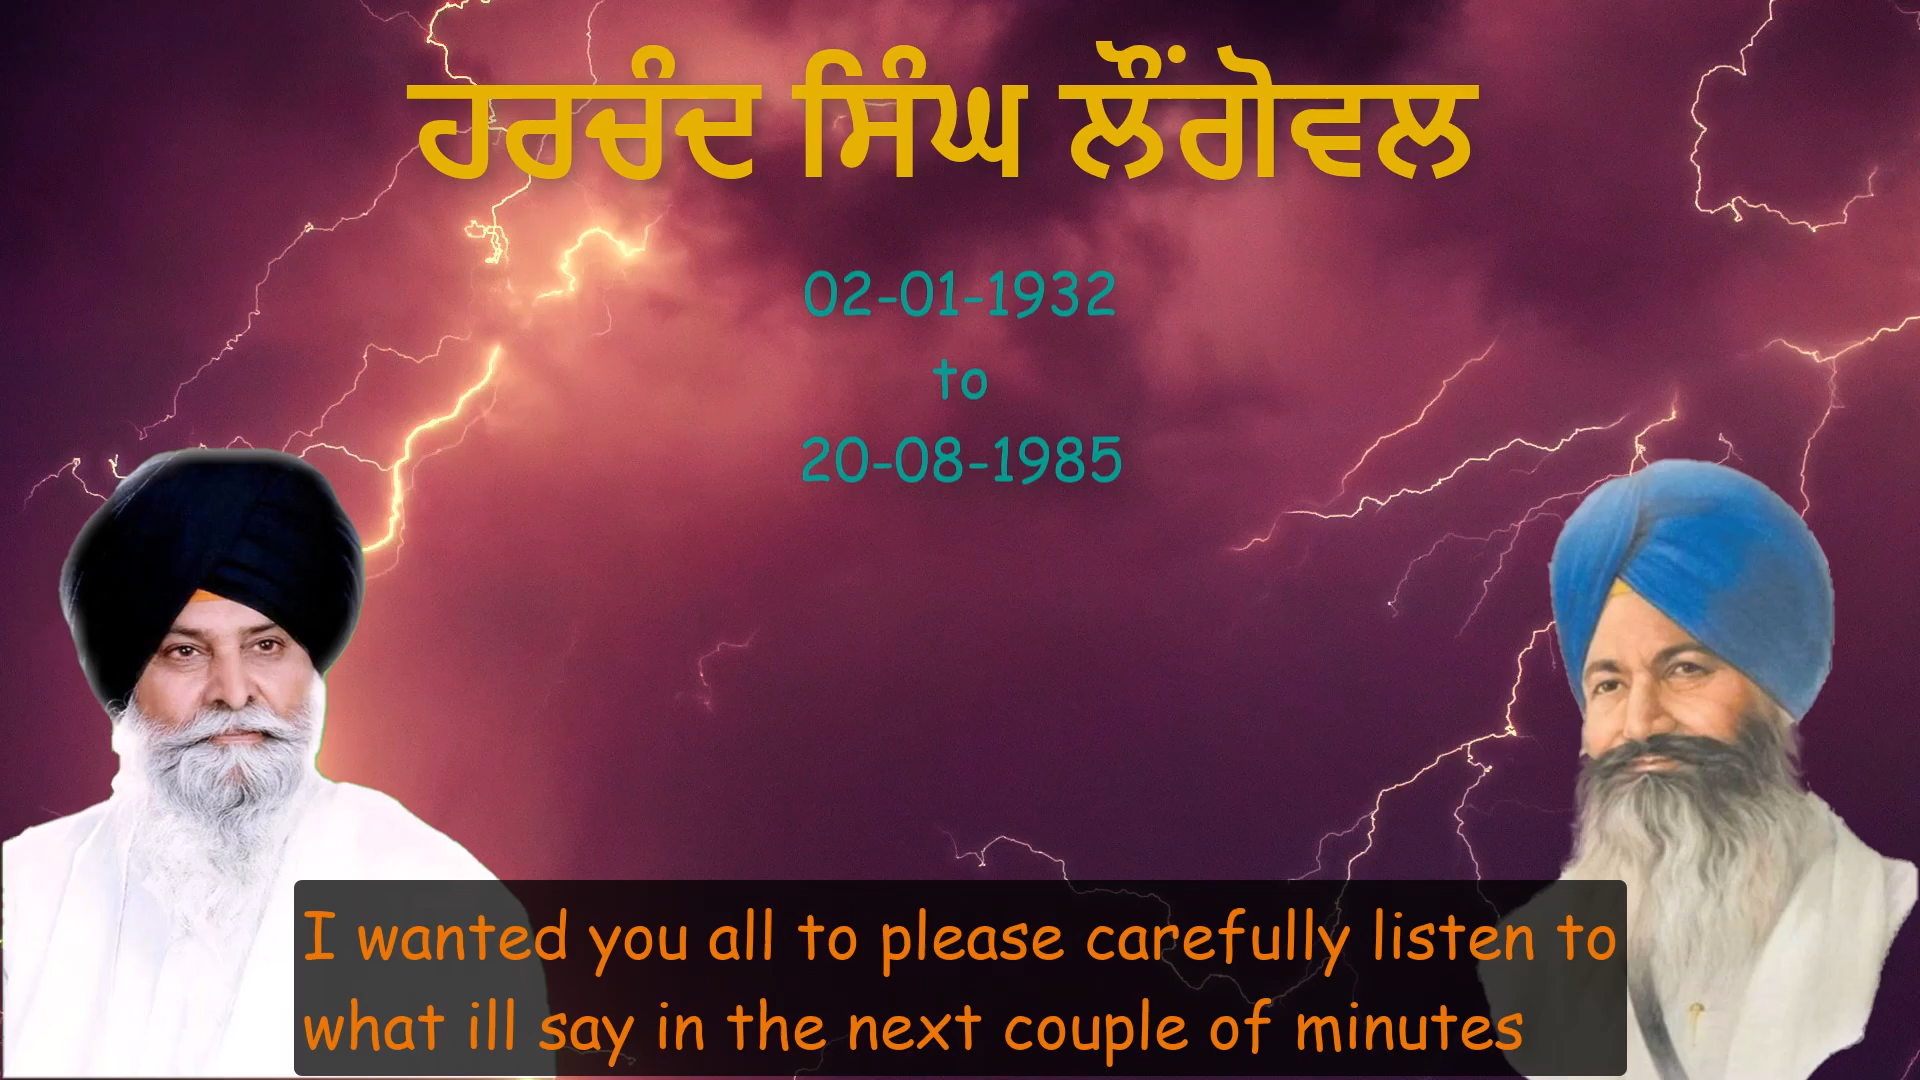 ਹਰਚੰਦ ਸਿੰਘ ਲੌਂਗੋਵਲ
02-01-1932
to
20-08-1985
I wanted you all to please carefully listen to
what ill say in the next couple of minutes